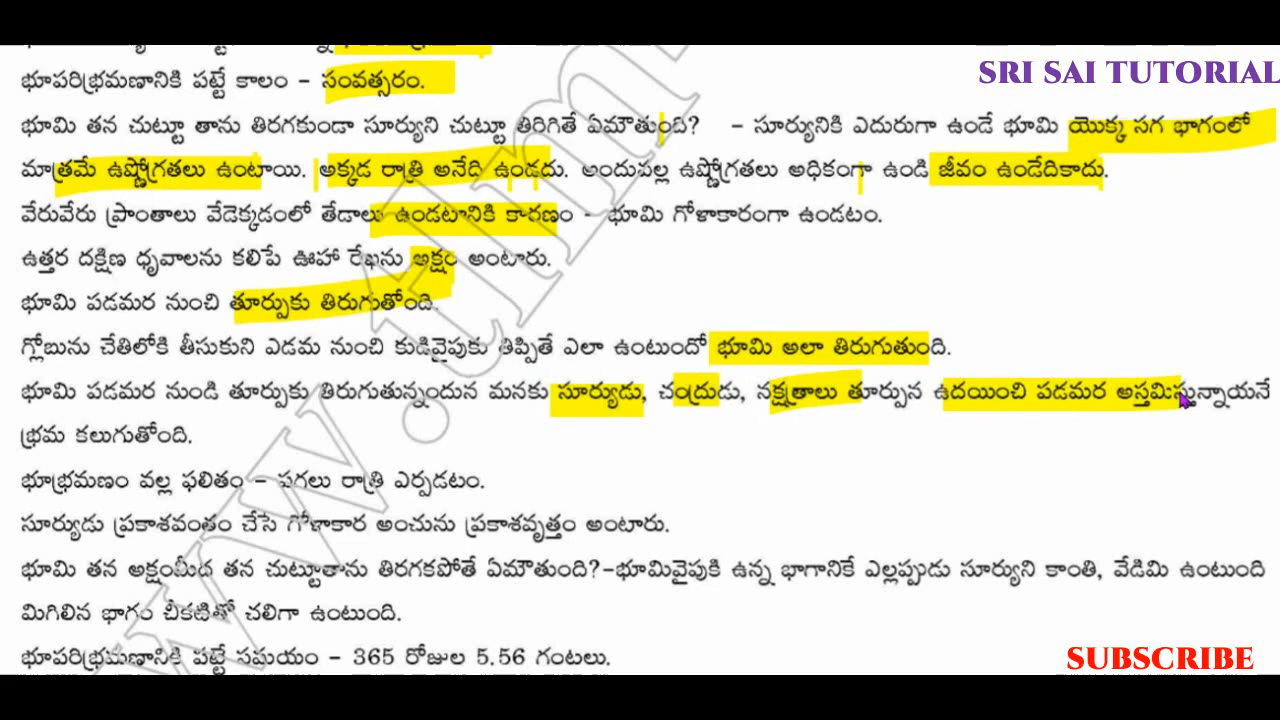 SRI SAI TUTORIAL
భూపరిభ్రమణానికి పట్టే కాలం - సంవత్సరం.
భూమి తన చుట్టూ తాను తిరగకుండా సూర్యుని చుట్టూ తిరిగితే ఏమౌతుంది? - సూర్యునికి ఎదురుగా ఉండే భూమి యొక్క సగ భాగంలో
మాత్రమే ఉష్ణోగ్రతలు ఉంటాయి. అక్కడ రాత్రి అనేది ఉండదు. అందుపల్ల ఉష్ణోగ్రతలు అధికంగా ఉండి జీవం ఉండేదికాదు.
వేరువేరు ప్రాంతాలు వేడెక్కడంలో తేడాలు ఉండటానికి కారణం - భూమి గోళాకారంగా ఉండటం.
ఉత్తర దక్షిణ ధృవాలను కలిపే ఊహా రేఖను అక్షం అంటారు.
భూమి పడమర నుంచి తూర్పుకు తిరుగుతోంది.
గ్లోబును చేతిలోకి తీసుకుని ఎడమ నుంచి కుడివైపుకు తిప్పితే ఎలా ఉంటుందో భూమి అలా తిరుగుతుంది.
భూమి పడమర నుండి తూర్పుకు తిరుగుతున్నందున మనకు సూర్యుడు, చంద్రుడు, నక్షత్రాలు తూర్పున ఉదయించి పడమర అస్తమిస్తున్నాయనే
భ్రమ కలుగుతోంది.
భూభ్రమణం వల్ల ఫలితం - పగలు రాత్రి ఎర్పడటం.
సూర్యుడు ప్రకాశవంతం చేసె గోళాకార అంచును ప్రకాశవృత్తం అంటారు.
భూమి తన అక్షంమీద తన చుట్టూతాను తిరగకపోతే ఏమౌతుంది?-భూమివైపుకి ఉన్న భాగానికే ఎల్లప్పుడు సూర్యుని కాంతి, వేడిమి ఉంటుంది
మిగిలిన భాగం చీకటితో చలిగా ఉంటుంది.
భూపరిభ్రమణానికి పట్టే సమయం - 365 రోజుల 5.56 గంటలు.
SUBSCRIBE